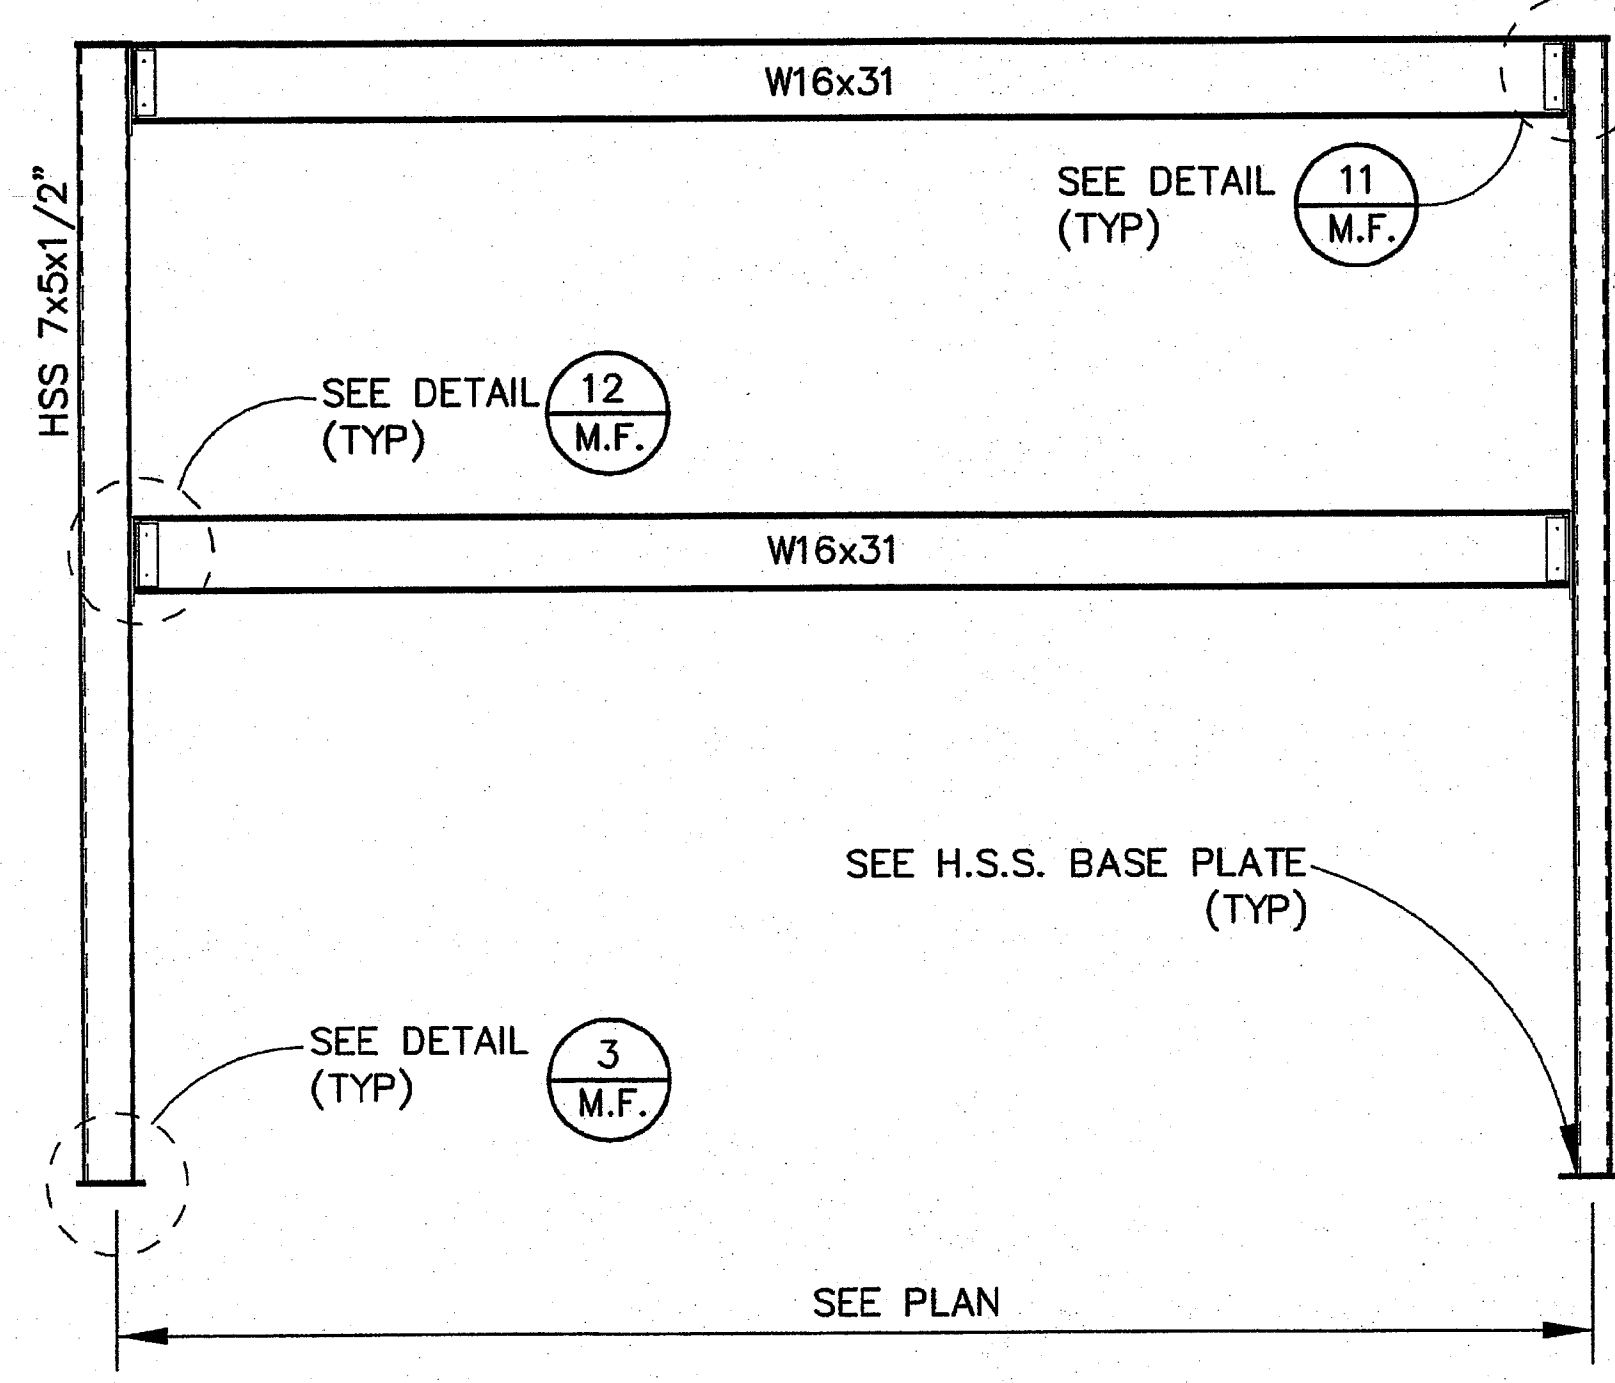 W16x31
SEE DETAIL
(TYP)
11
M.F.
HSS 7x5x1/2"
SEE DETAIL
(TYP)
12
M.F.
W16x31
SEE H.S.S. BASE PLATE
(TYP)
SEE DETAIL
(TYP)
3
M.F.
SEE PLAN